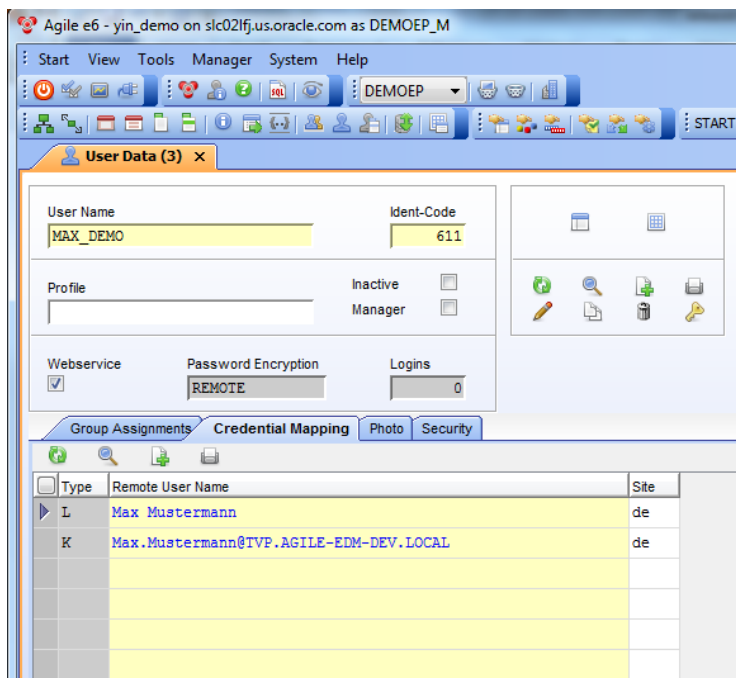 Agile e6 - yin_demo on slc02lfj.us.oracle.com as DEMOEP_M
Start View Tools Manager System Help
sql DEMOEP
START
User Data (3) x
User Name Ident-Code
MAX_DEMO 611
Profile Inactive
Manager
Webservice Password Encryption Logins
REMOTE 0
Group Assignments Credential Mapping Photo Security
Type Remote User Name Site
L Max Mustermann de
K Max.Mustermann@TVP.AGILE-EDM-DEV.LOCAL de